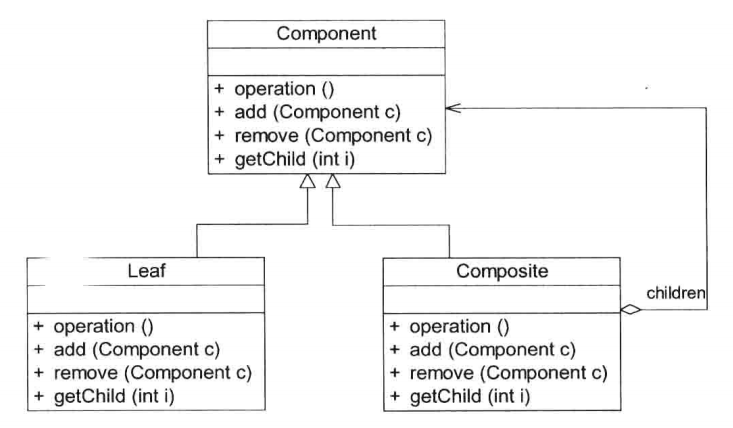 Component
+ operation ()
+ add (Component c)
+ remove (Component c)
+ getChild (int i)
Leaf
+ operation ()
+ add (Component c)
+ remove (Component c)
+ getChild (int i)
Composite
+ operation ()
+ add (Component c)
+ remove (Component c)
+ getChild (int i)
children